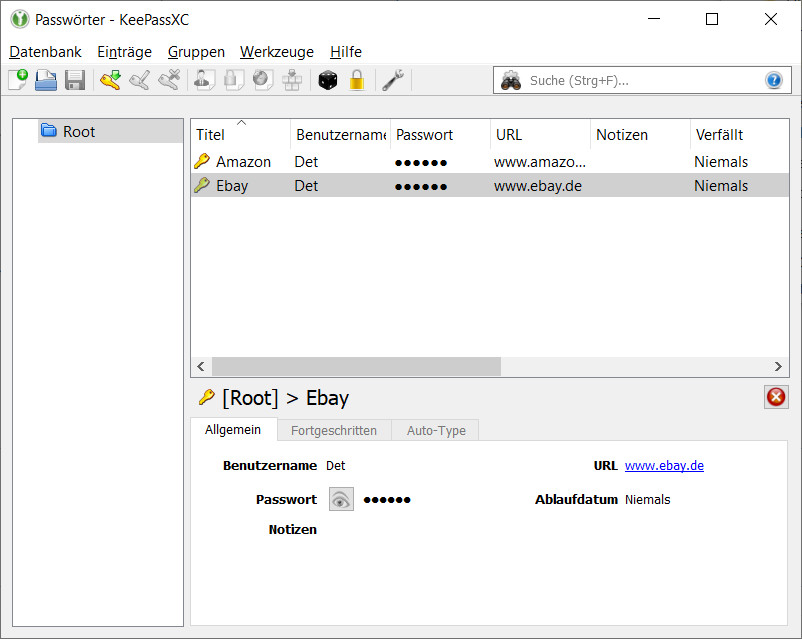 Passwörter - KeePassXC
Datenbank Einträge Gruppen Werkzeuge Hilfe
Suche (Strg+F)...
Root
Titel Benutzername Passwort URL Notizen Verfällt
Amazon Det ●●●●●● www.amazo... Niemals
Ebay Det ●●●●●● www.ebay.de Niemals
[Root] > Ebay
Allgemein Fortgeschritten Auto-Type
Benutzername Det URL www.ebay.de
Passwort ●●●●●● Ablaufdatum Niemals
Notizen